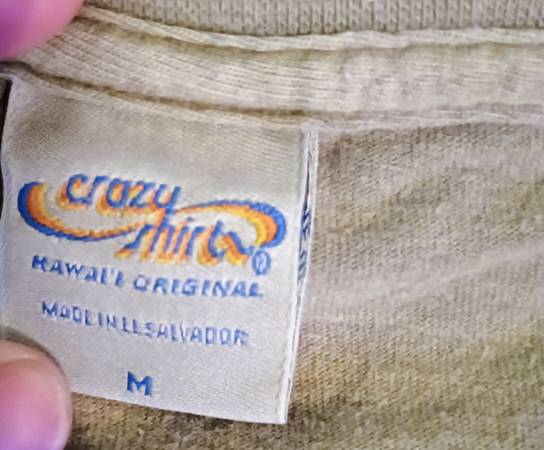 crazy
shirts®
HAWAI'I ORIGINAL
MADE IN EL SALVADOR
M